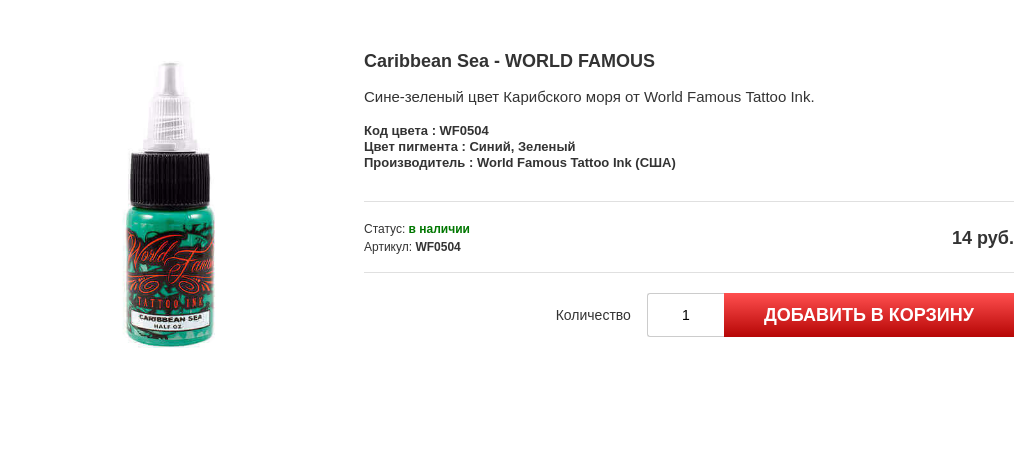 Caribbean Sea - WORLD FAMOUS
Сине-зеленый цвет Карибского моря от World Famous Tattoo Ink.
Код цвета : WF0504
Цвет пигмента : Синий, Зеленый
Производитель : World Famous Tattoo Ink (США)
Статус: в наличии
Артикул: WF0504
14 руб.
Количество
1
ДОБАВИТЬ В КОРЗИНУ
World Famous
TATTOO INK
CARIBBEAN SEA
HALF OZ.